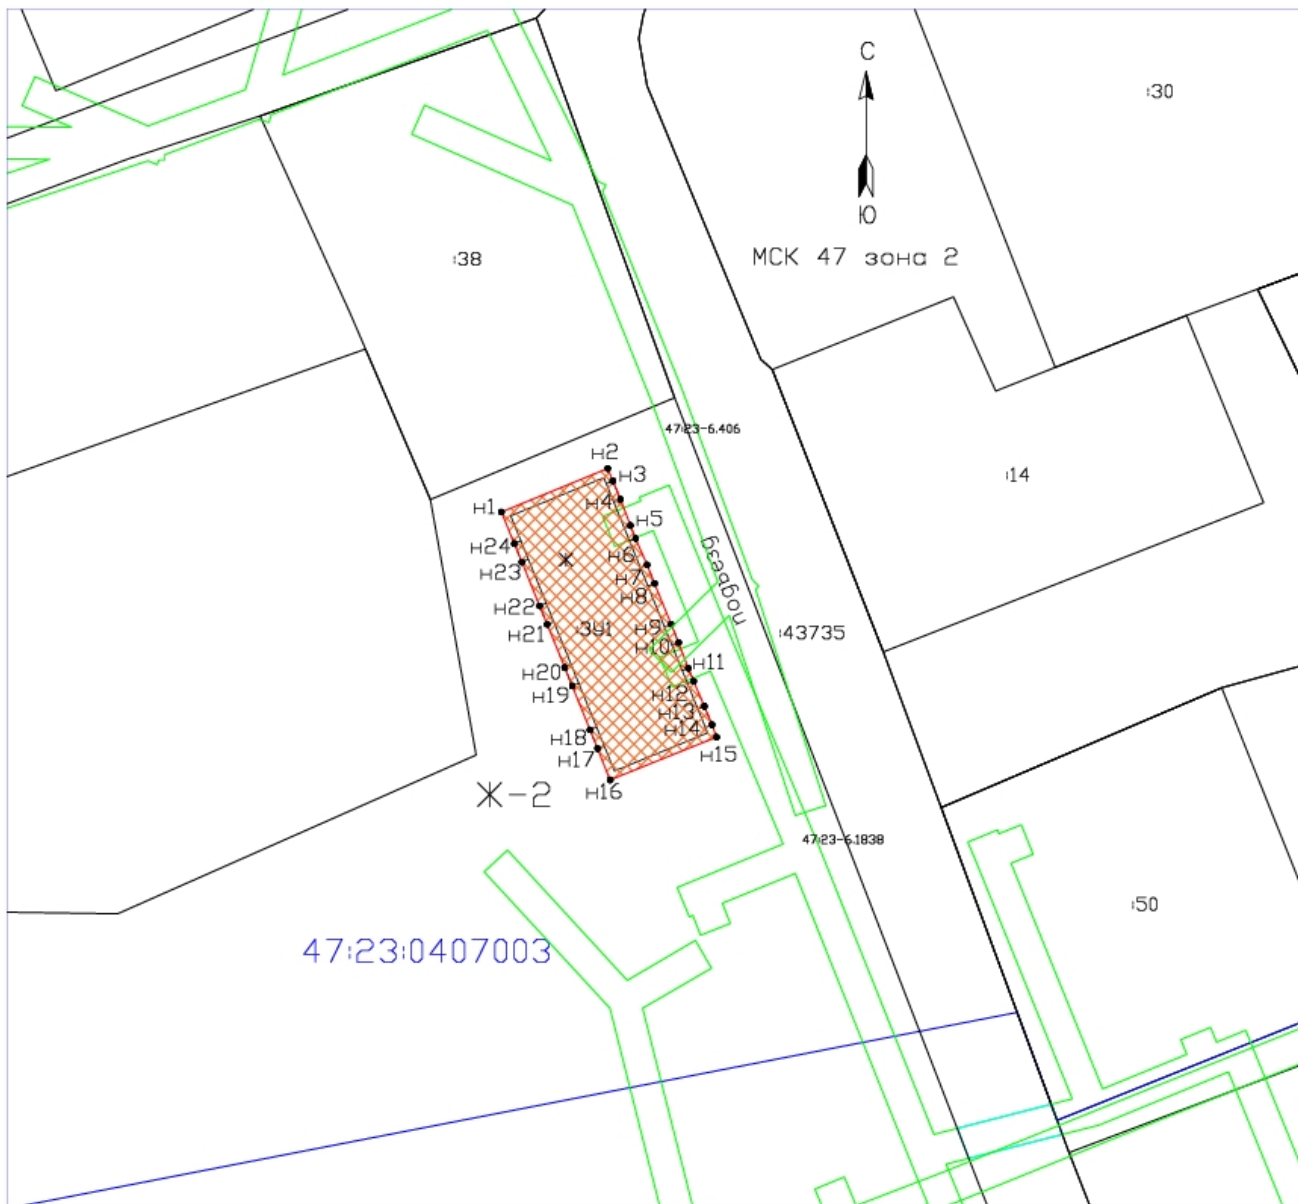 С
:30
Ю
:38
МСК 47 зона 2
47:23-6.406
н2
н3
:14
н1
н4
н5
н24
н6
н23
ж
н7
подъезд
н8
н22
н21
:ЗУ1
н9
:43735
н10
н20
н11
н19
н12
н13
н18
н14
н17
н15
н16
Ж-2
47:23-6.1838
:50
47:23:0407003